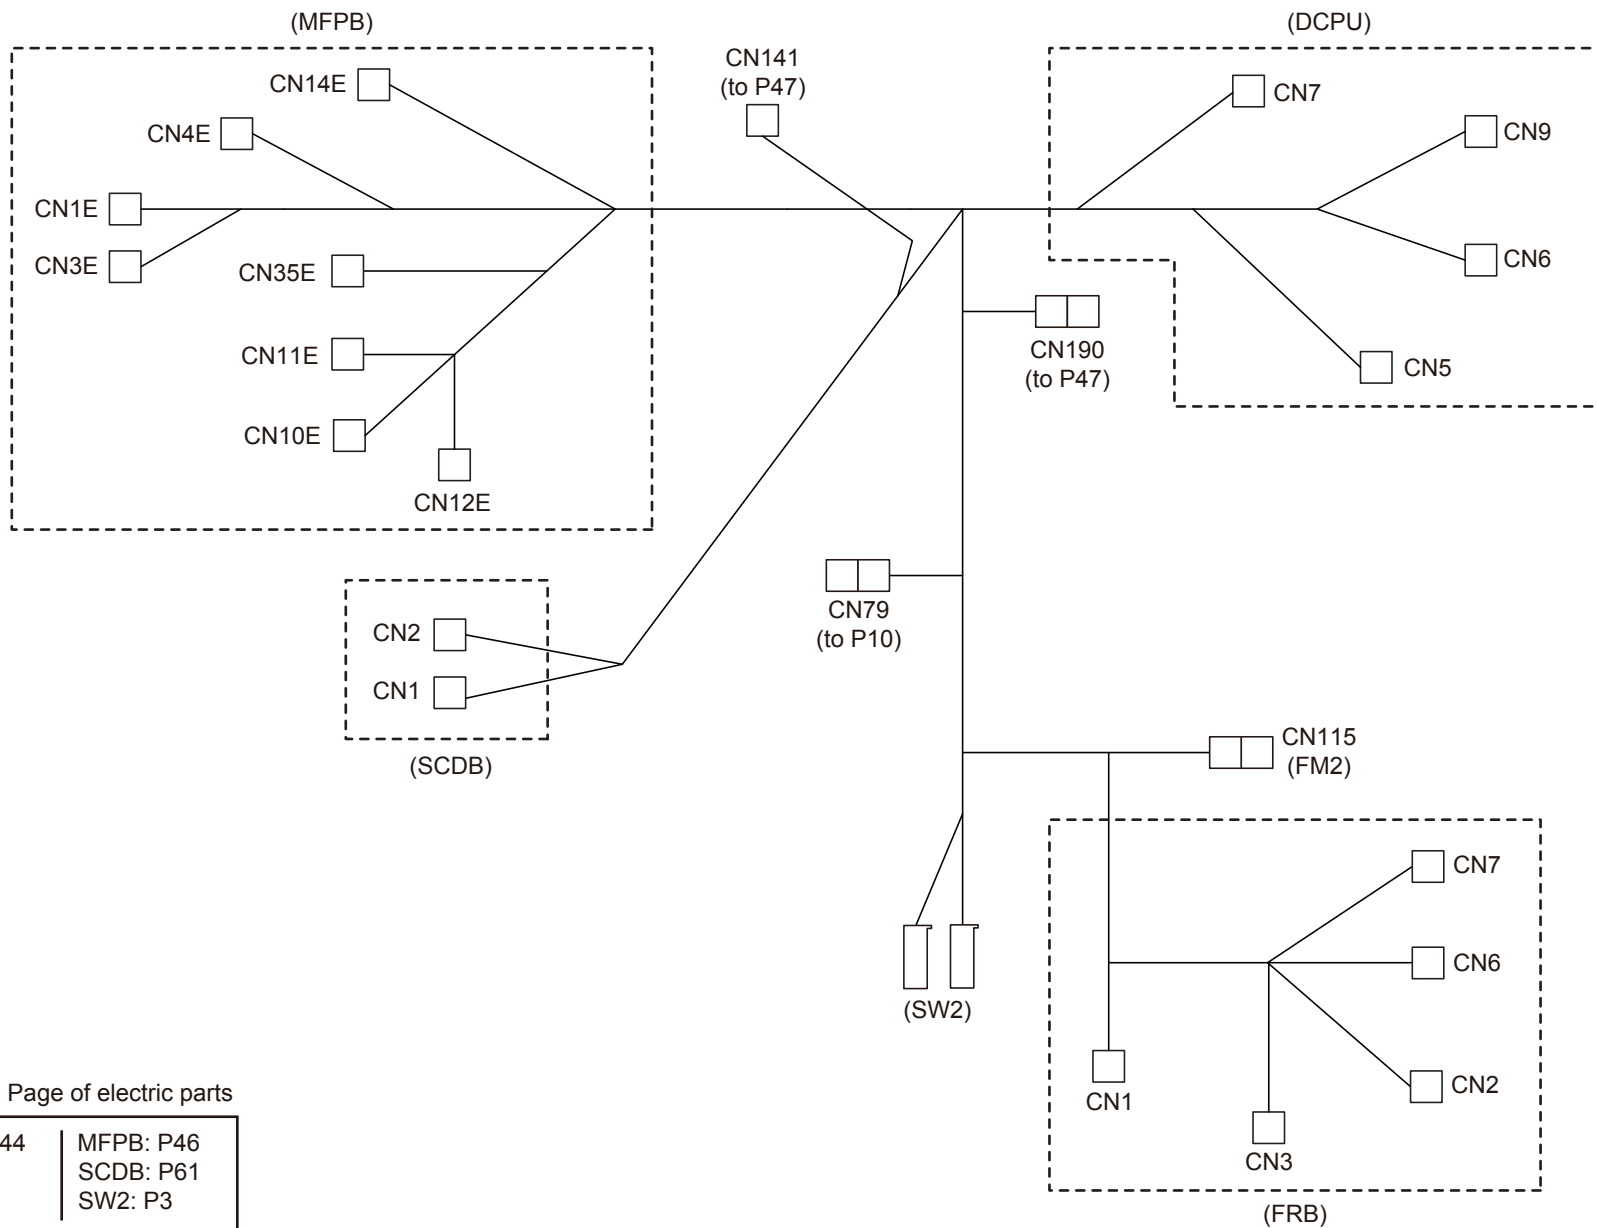 (MFPB)
(DCPU)
CN141
(to P47)
CN14E
CN7
CN4E
CN9
CN1E
CN3E
CN35E
CN6
CN11E
CN190
(to P47)
CN5
CN10E
CN12E
CN79
(to P10)
CN2
CN1
(SCDB)
CN115
(FM2)
CN7
CN6
(SW2)
CN2
CN1
CN3
(FRB)
Page of electric parts
44
MFPB: P46
SCDB: P61
SW2: P3